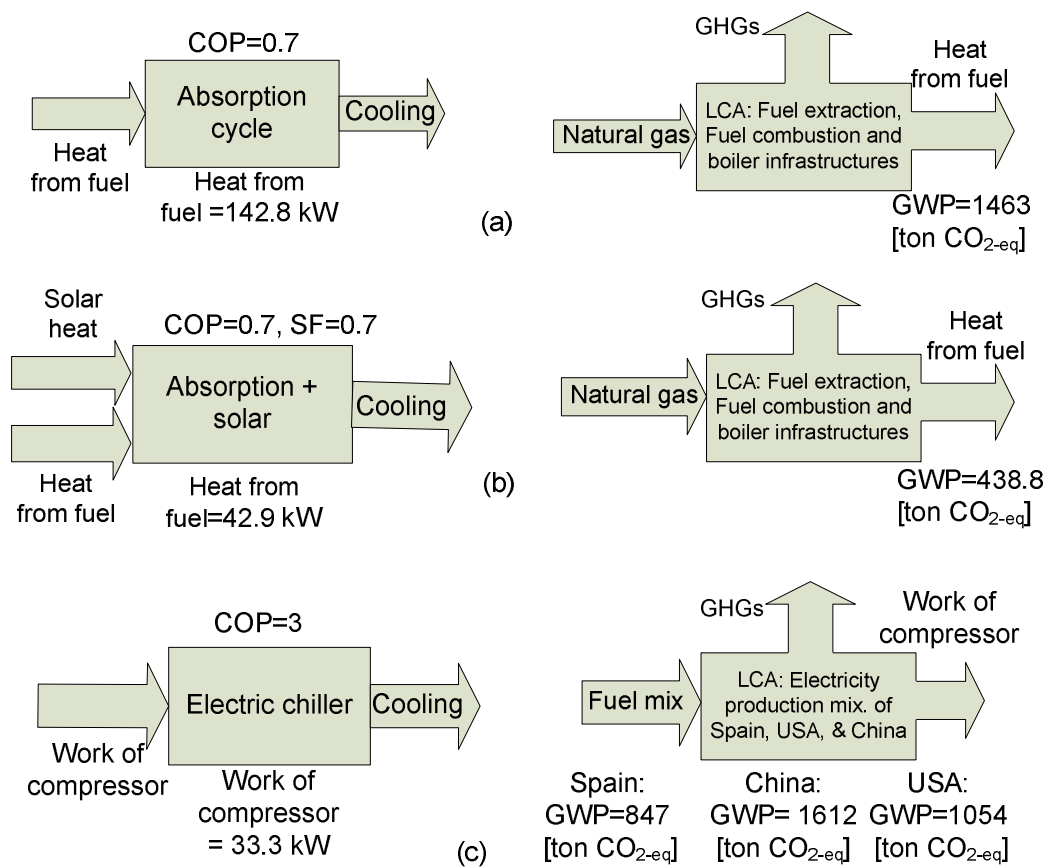 COP=0.7
Absorption
cycle
Cooling
Heat
from fuel
Heat from
fuel =142.8 kW
(a)
GHGs
Natural gas
LCA: Fuel extraction,
Fuel combustion and
boiler infrastructures
Heat
from fuel
GWP=1463
[ton CO2-eq]
Solar
heat
COP=0.7, SF=0.7
Absorption +
solar
Cooling
Heat
from fuel
Heat from
fuel=42.9 kW
(b)
GHGs
Natural gas
LCA: Fuel extraction,
Fuel combustion and
boiler infrastructures
Heat
from fuel
GWP=438.8
[ton CO2-eq]
COP=3
Electric chiller
Cooling
Work of
compressor
Work of
compressor
= 33.3 kW
(c)
GHGs
Fuel mix
LCA: Electricity
production mix. of
Spain, USA, & China
Work of
compressor
Spain:
GWP=847
[ton CO2-eq]
China:
GWP= 1612
[ton CO2-eq]
USA:
GWP=1054
[ton CO2-eq]